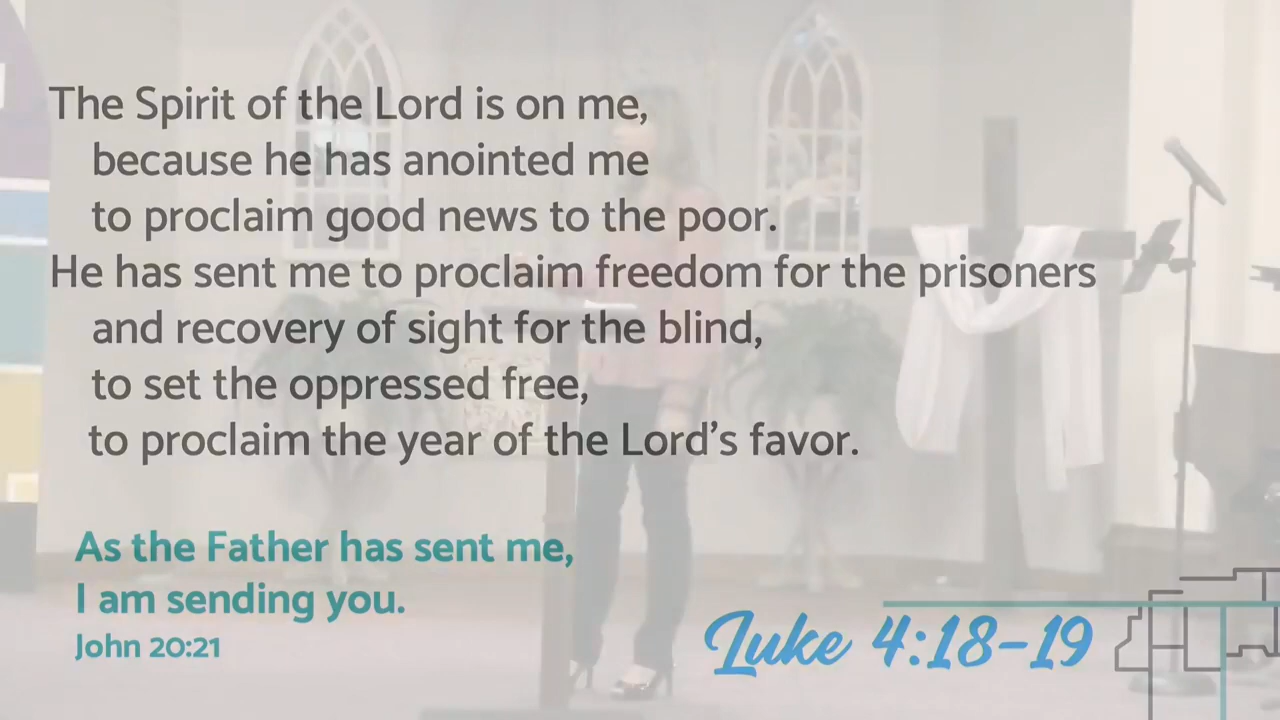 The Spirit of the Lord is on me,
because he has anointed me
to proclaim good news to the poor.
He has sent me to proclaim freedom for the prisoners
and recovery of sight for the blind,
to set the oppressed free,
to proclaim the year of the Lord’s favor.
As the Father has sent me,
I am sending you.
John 20:21
Luke 4:18-19